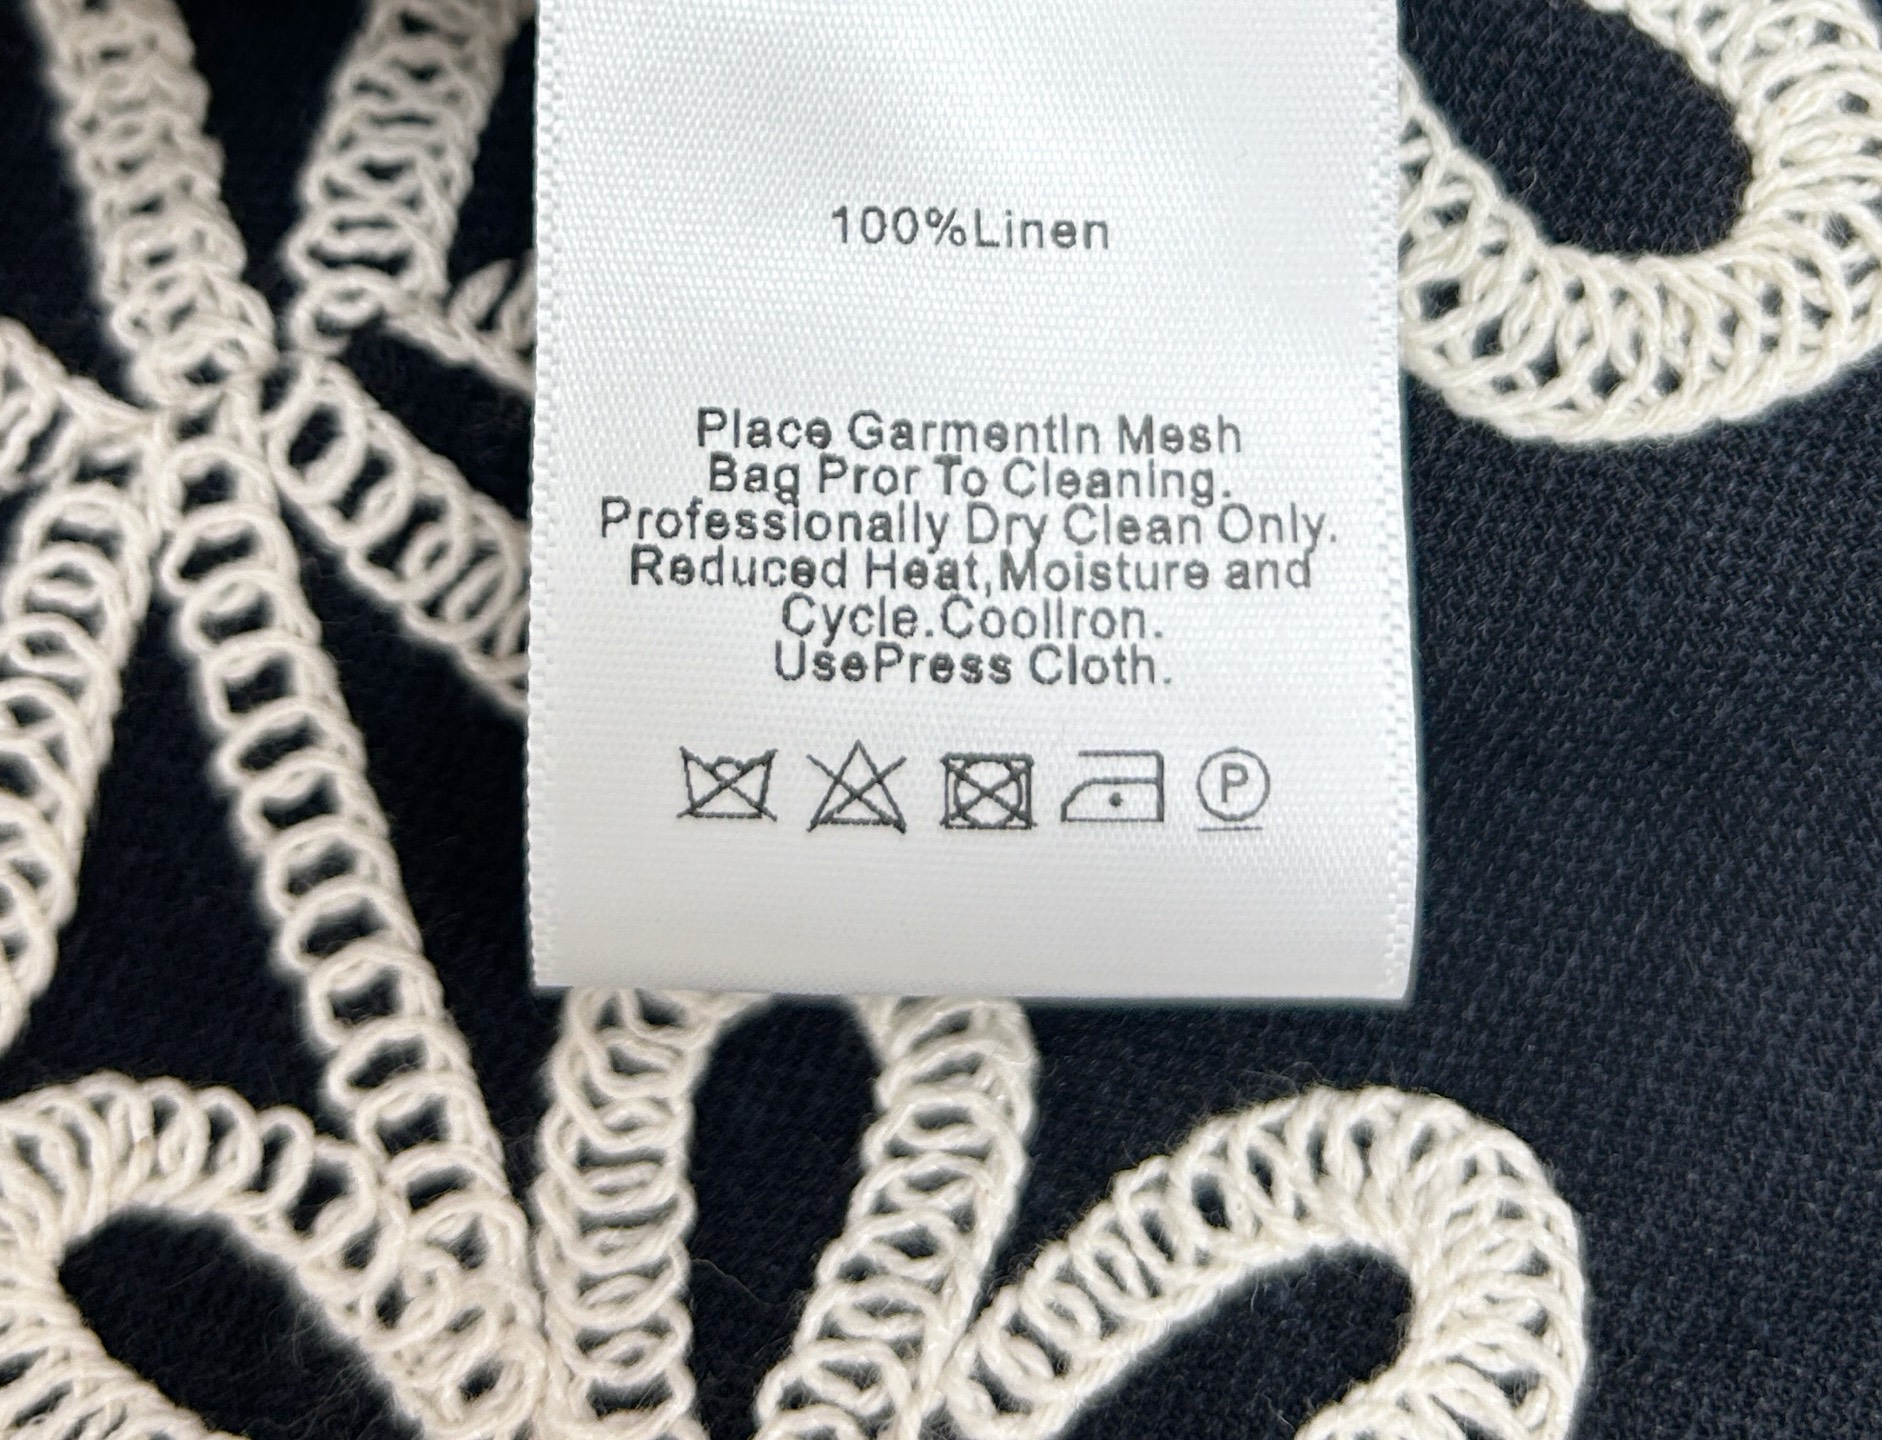 100%Linen
Place GarmentIn Mesh
Bag Pror To Cleaning.
Professionally Dry Clean Only.
Reduced Heat,Moisture and
Cycle.CoolIron.
UsePress Cloth.
P